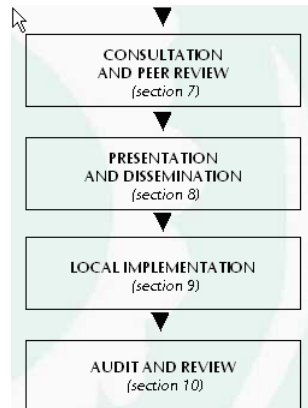 CONSULTATION
AND PEER REVIEW
(section 7)
PRESENTATION
AND DISSEMINATION
(section 8)
LOCAL IMPLEMENTATION
(section 9)
AUDIT AND REVIEW
(section 10)